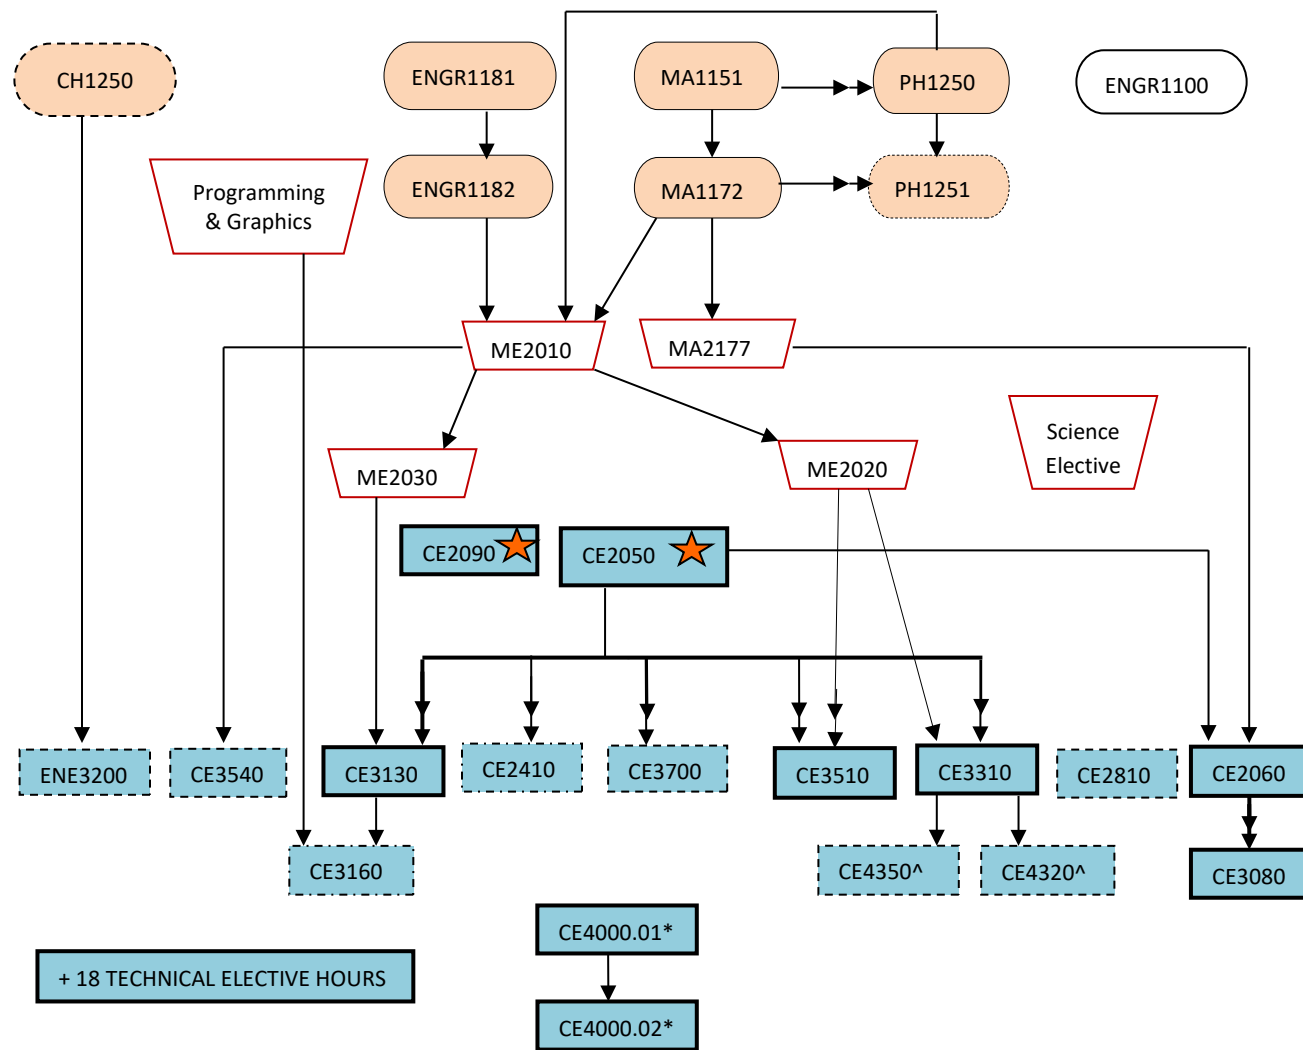 CH1250
ENGR1181
MA1151
PH1250
ENGR1100
Programming
& Graphics
ENGR1182
MA1172
PH1251
ME2010
MA2177
Science
Elective
ME2030
ME2020
CE2090
CE2050
ENE3200
CE3540
CE3130
CE2410
CE3700
CE3510
CE3310
CE2810
CE2060
CE3160
CE4350^
CE4320^
CE3080
CE4000.01*
+ 18 TECHNICAL ELECTIVE HOURS
CE4000.02*